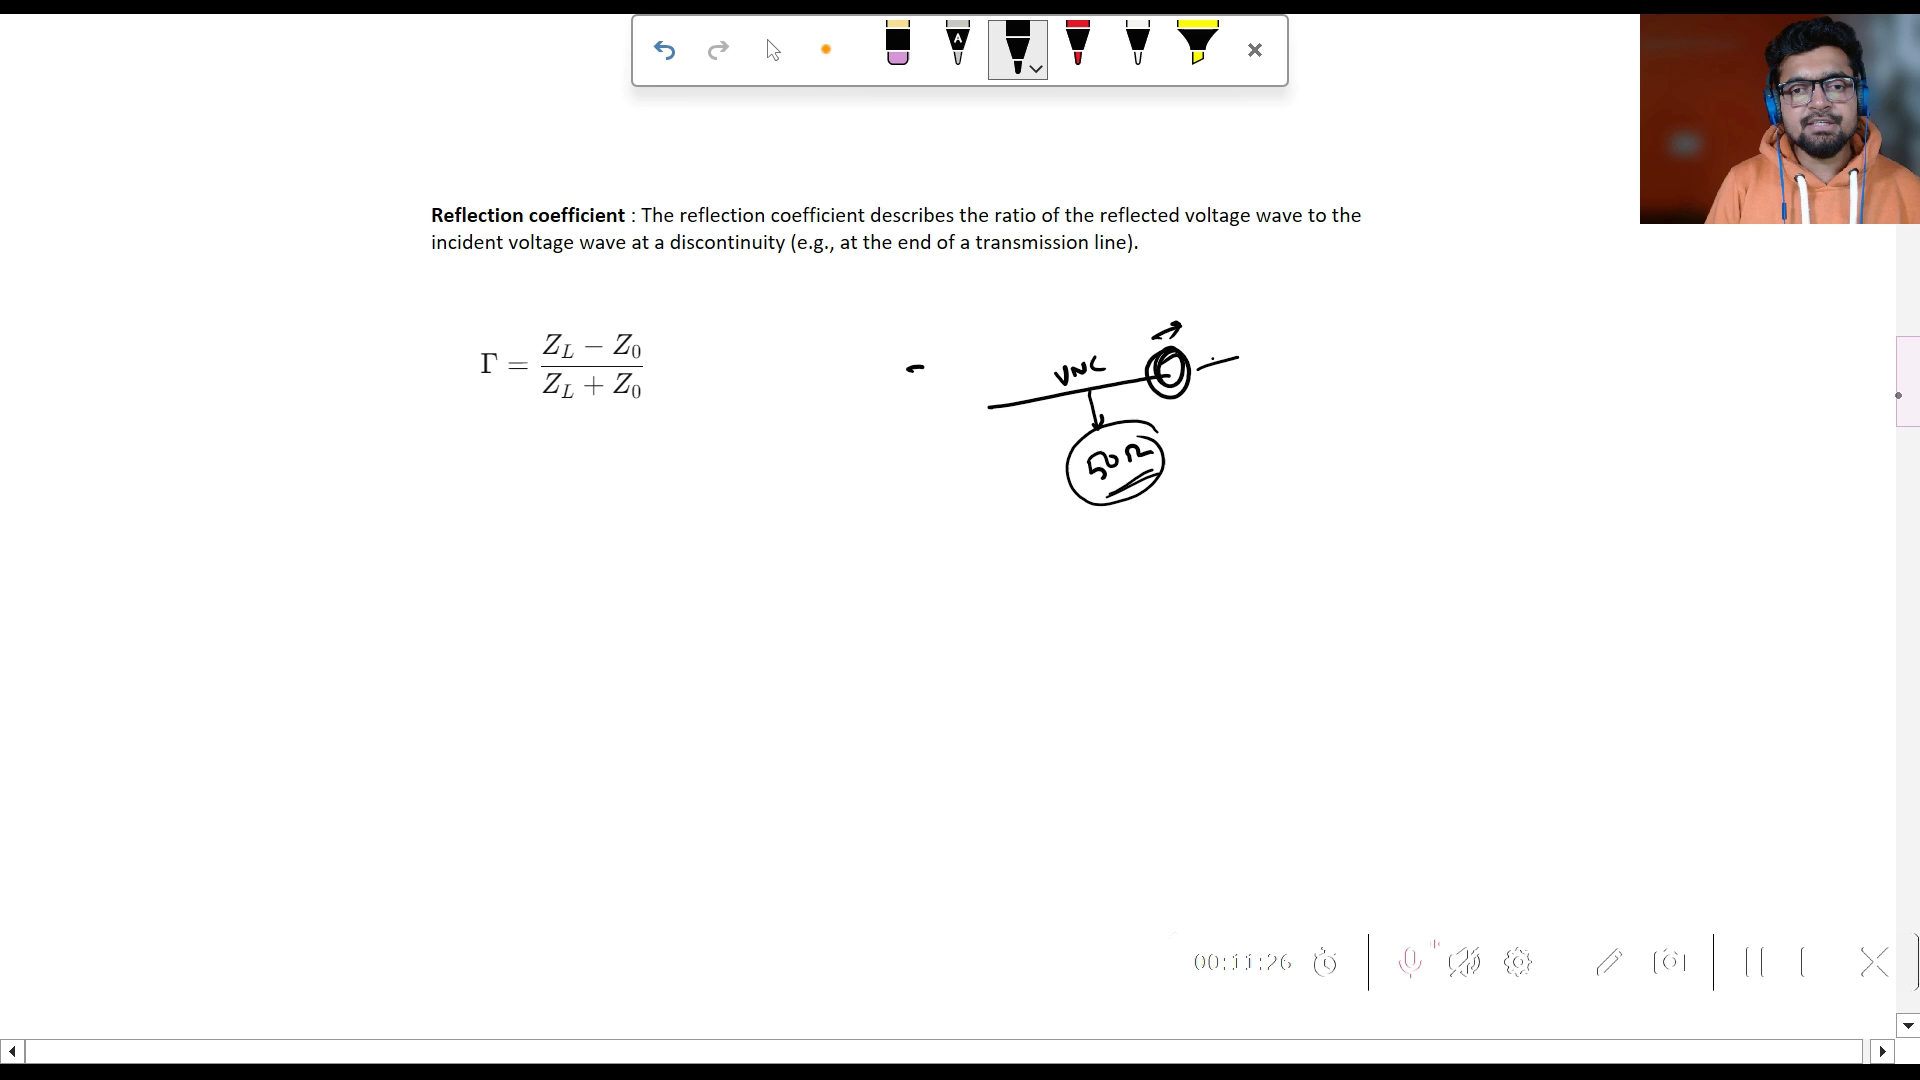 A
Reflection coefficient : The reflection coefficient describes the ratio of the reflected voltage wave to the
incident voltage wave at a discontinuity (e.g., at the end of a transmission line).
Γ = \frac{Z_L − Z_0}{Z_L + Z_0}
VNC
50Ω
00:11:26